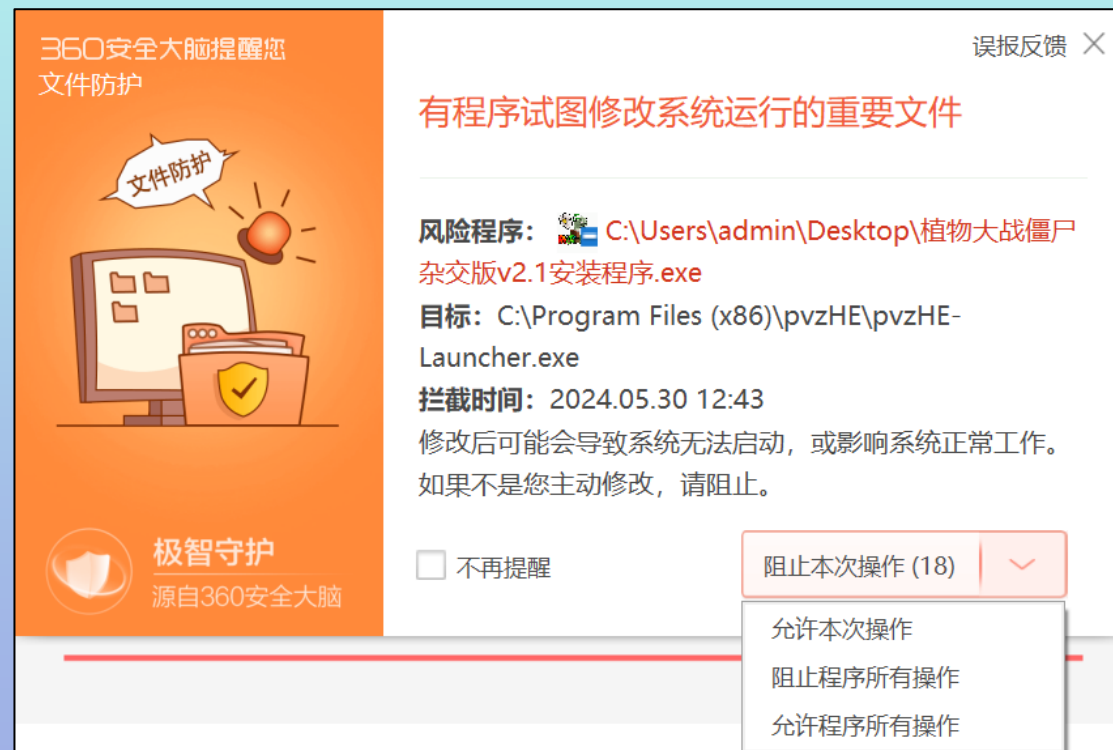 360安全大脑提醒您
文件防护
文件防护
极智守护
源自360安全大脑
误报反馈
有程序试图修改系统运行的重要文件
风险程序： C:\Users\admin\Desktop\植物大战僵尸
杂交版v2.1安装程序.exe
目标：C:\Program Files (x86)\pvzHE\pvzHE-
Launcher.exe
拦截时间：2024.05.30 12:43
修改后可能会导致系统无法启动，或影响系统正常工作。
如果不是您主动修改，请阻止。
不再提醒
阻止本次操作 (18)
允许本次操作
阻止程序所有操作
允许程序所有操作